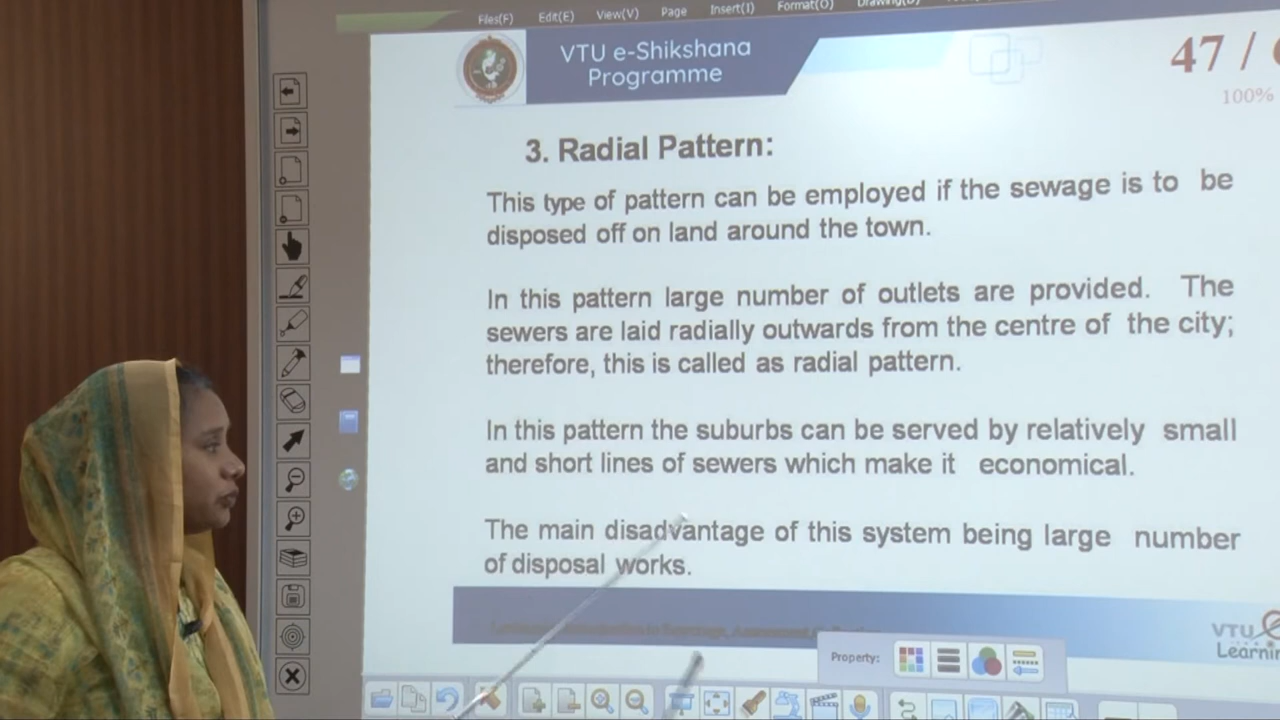 Files(F) Edit(E) View(V) Page Insert(I) Format(O)
VTU e-Shikshana
Programme
47 /
100%
3. Radial Pattern:
This type of pattern can be employed if the sewage is to be
disposed off on land around the town.
In this pattern large number of outlets are provided. The
sewers are laid radially outwards from the centre of the city;
therefore, this is called as radial pattern.
In this pattern the suburbs can be served by relatively small
and short lines of sewers which make it economical.
The main disadvantage of this system being large number
of disposal works.
VTU
Property: